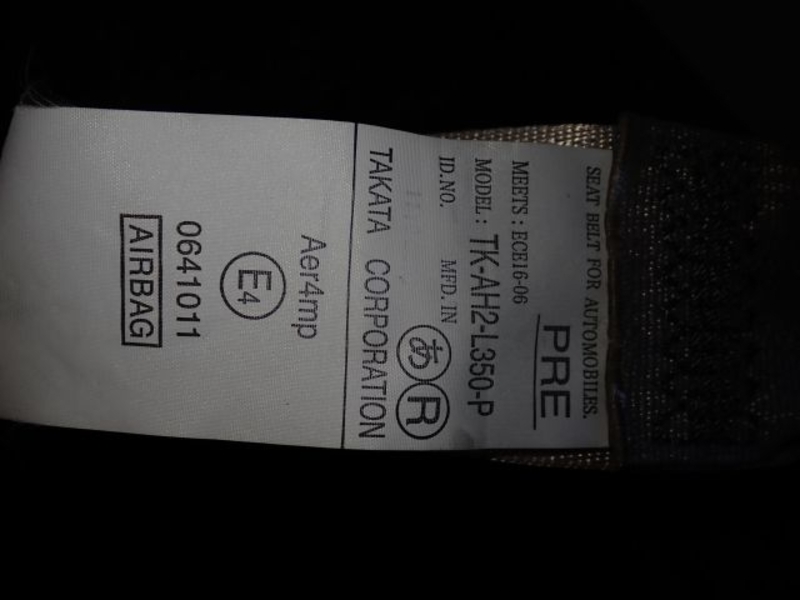 SEAT BELT FOR AUTOMOBILES.
PRE
MEETS : ECE16-06
MODEL : TK-AH2-L350-P
ID.NO. MFD. IN
あ R
TAKATA CORPORATION
Aer4mp
E4
0641011
AIRBAG